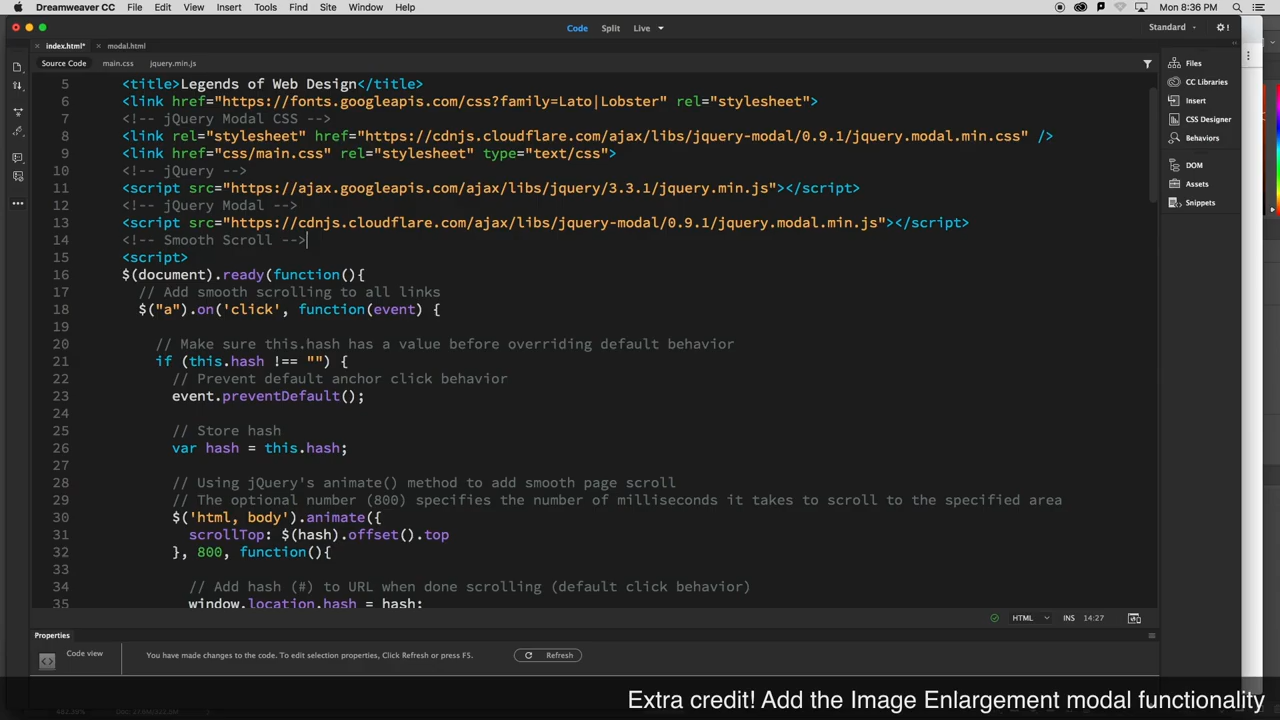 Dreamweaver CC File Edit View Insert Tools Find Site Window Help Mon 8:36 PM
Code Split Live Standard
index.html* modal.html
Source Code main.css jquery.min.js
5 <title>Legends of Web Design</title>
6 <link href="https://fonts.googleapis.com/css?family=Lato|Lobster" rel="stylesheet">
7 <!-- jQuery Modal CSS -->
8 <link rel="stylesheet" href="https://cdnjs.cloudflare.com/ajax/libs/jquery-modal/0.9.1/jquery.modal.min.css" />
9 <link href="css/main.css" rel="stylesheet" type="text/css">
10 <!-- jQuery -->
11 <script src="https://ajax.googleapis.com/ajax/libs/jquery/3.3.1/jquery.min.js"></script>
12 <!-- jQuery Modal -->
13 <script src="https://cdnjs.cloudflare.com/ajax/libs/jquery-modal/0.9.1/jquery.modal.min.js"></script>
14 <!-- Smooth Scroll -->
15 <script>
16 $(document).ready(function(){
17 // Add smooth scrolling to all links
18 $("a").on('click', function(event) {
19
20 // Make sure this.hash has a value before overriding default behavior
21 if (this.hash !== "") {
22 // Prevent default anchor click behavior
23 event.preventDefault();
24
25 // Store hash
26 var hash = this.hash;
27
28 // Using jQuery's animate() method to add smooth page scroll
29 // The optional number (800) specifies the number of milliseconds it takes to scroll to the specified area
30 $('html, body').animate({
31 scrollTop: $(hash).offset().top
32 }, 800, function(){
33
34 // Add hash (#) to URL when done scrolling (default click behavior)
35 window.location.hash = hash;
Files
CC Libraries
Insert
CSS Designer
Behaviors
DOM
Assets
Snippets
HTML INS 14:27
Properties
Code view You have made changes to the code. To edit selection properties, Click Refresh or press F5. Refresh
Extra credit! Add the Image Enlargement modal functionality